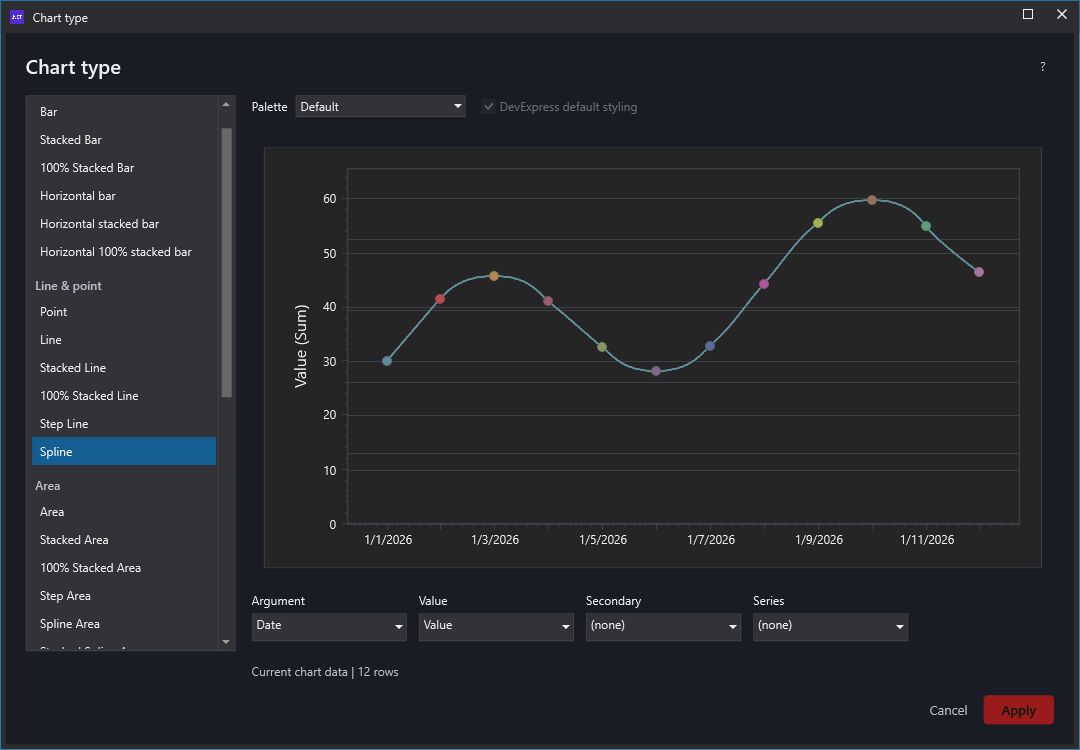 .NET Chart type
Chart type
?
Bar
Stacked Bar
100% Stacked Bar
Horizontal bar
Horizontal stacked bar
Horizontal 100% stacked bar
Line & point
Point
Line
Stacked Line
100% Stacked Line
Step Line
Spline
Area
Area
Stacked Area
100% Stacked Area
Step Area
Spline Area
Palette Default DevExpress default styling
Value (Sum)
60
50
40
30
20
10
0
1/1/2026 1/3/2026 1/5/2026 1/7/2026 1/9/2026 1/11/2026
Argument Value Secondary Series
Date Value (none) (none)
Current chart data | 12 rows
Cancel Apply